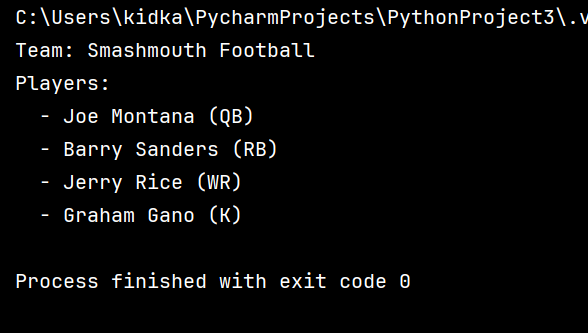 C:\Users\kidka\PycharmProjects\PythonProject3\.v
Team: Smashmouth Football
Players:
  - Joe Montana (QB)
  - Barry Sanders (RB)
  - Jerry Rice (WR)
  - Graham Gano (K)
Process finished with exit code 0